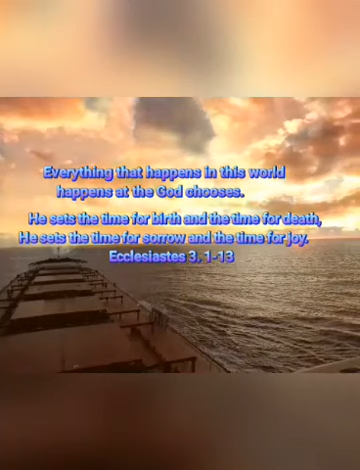 Everything that happens in this world
happens at the God chooses.
He sets the time for birth and the time for death,
He sets the time for sorrow and the time for joy.
Ecclesiastes 3, 1-13